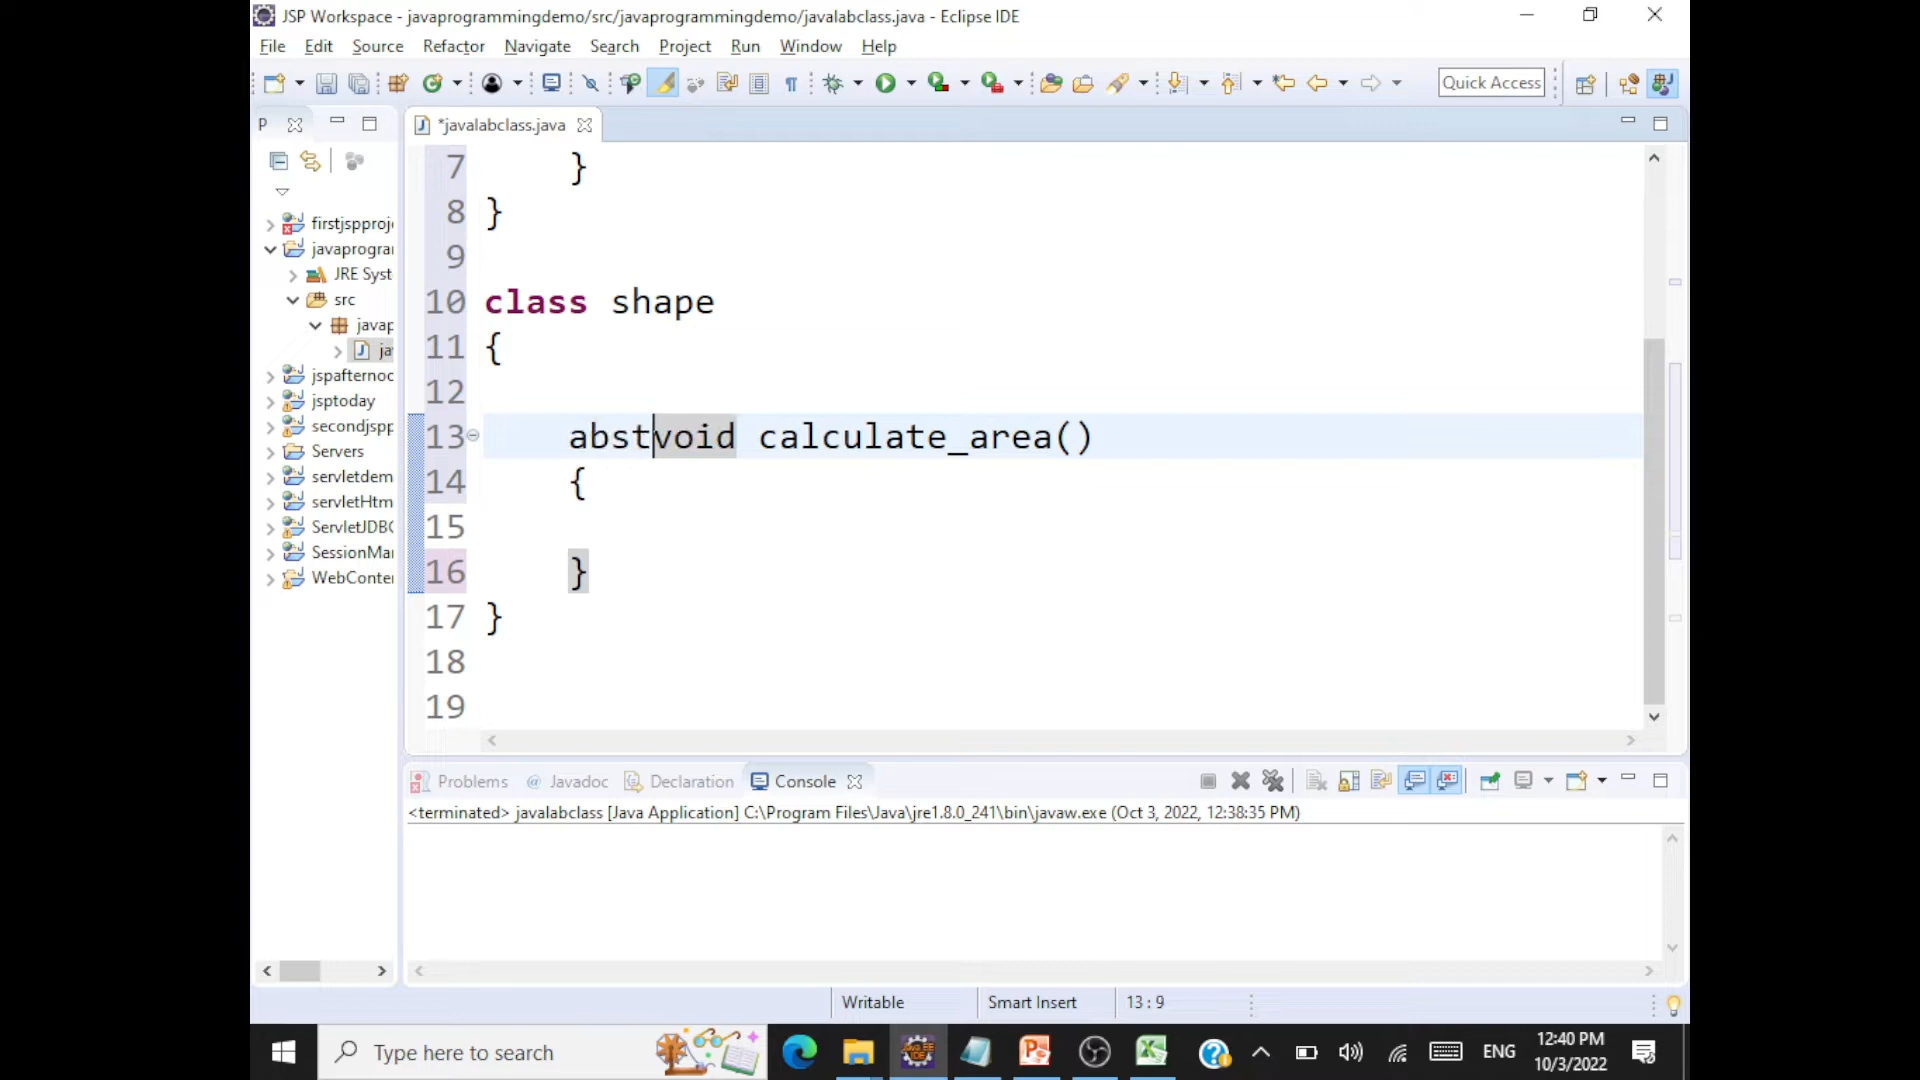 JSP Workspace - javaprogrammingdemo/src/javaprogrammingdemo/javalabclass.java - Eclipse IDE
File Edit Source Refactor Navigate Search Project Run Window Help
Quick Access
P
*javalabclass.java
firstjspproj
javaprogra
JRE Syst
src
javap
ja
jspafternoo
jsptoday
secondjspp
Servers
servletdem
servletHtm
ServletJDBC
SessionMa
WebConte
7 }
8 }
9
10 class shape
11 {
12
13 abstvoid calculate_area()
14 {
15
16 }
17 }
18
19
Problems @ Javadoc Declaration Console
<terminated> javalabclass [Java Application] C:\Program Files\Java\jre1.8.0_241\bin\javaw.exe (Oct 3, 2022, 12:38:35 PM)
Writable Smart Insert 13 : 9
Type here to search
ENG
12:40 PM
10/3/2022